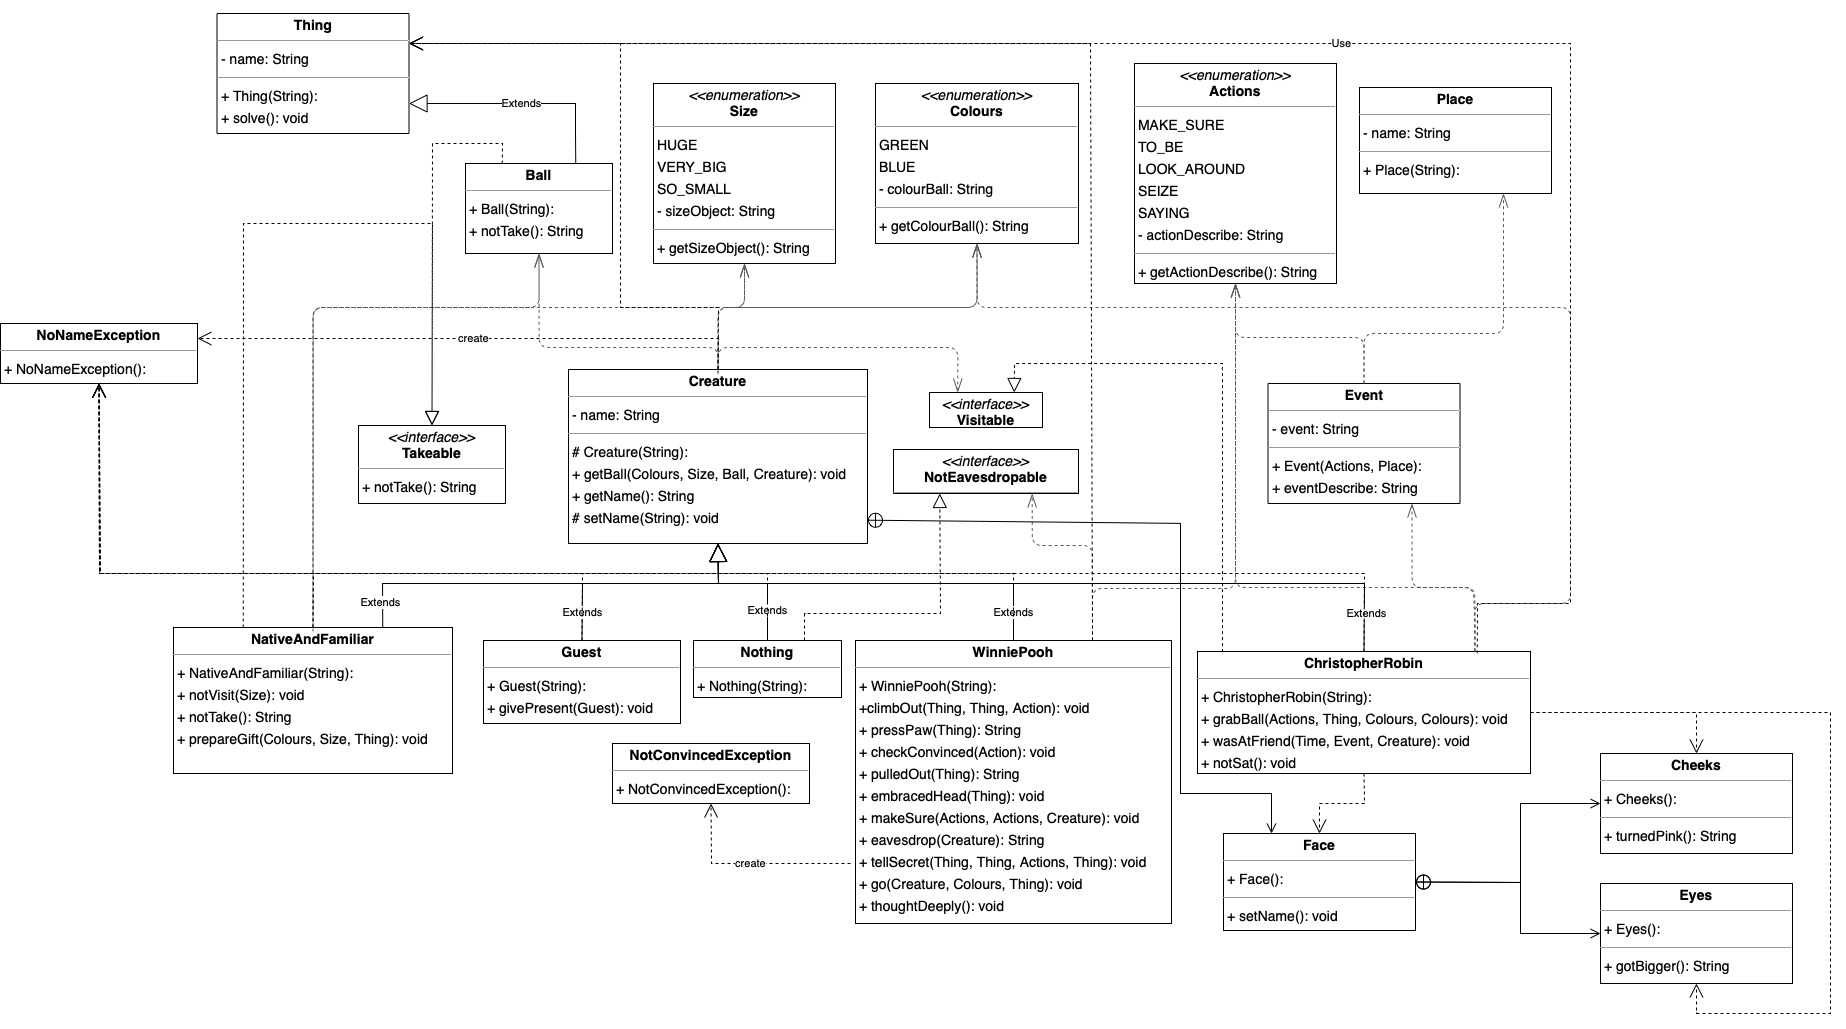 Thing
- name: String
+ Thing(String):
+ solve(): void
Use
Extends
<<enumeration>>
Size
HUGE
VERY_BIG
SO_SMALL
- sizeObject: String
+ getSizeObject(): String
<<enumeration>>
Colours
GREEN
BLUE
- colourBall: String
+ getColourBall(): String
<<enumeration>>
Actions
MAKE_SURE
TO_BE
LOOK_AROUND
SEIZE
SAYING
- actionDescribe: String
+ getActionDescribe(): String
Place
- name: String
+ Place(String):
Ball
+ Ball(String):
+ notTake(): String
NoNameException
+ NoNameException():
create
Creature
- name: String
# Creature(String):
+ getBall(Colours, Size, Ball, Creature): void
+ getName(): String
# setName(String): void
<<interface>>
Visitable
Event
- event: String
+ Event(Actions, Place):
+ eventDescribe: String
<<interface>>
Takeable
+ notTake(): String
<<interface>>
NotEavesdropable
Extends
Extends
Extends
Extends
Extends
NativeAndFamiliar
+ NativeAndFamiliar(String):
+ notVisit(Size): void
+ notTake(): String
+ prepareGift(Colours, Size, Thing): void
Guest
+ Guest(String):
+ givePresent(Guest): void
Nothing
+ Nothing(String):
WinniePooh
+ WinniePooh(String):
+climbOut(Thing, Thing, Action): void
+ pressPaw(Thing): String
+ checkConvinced(Action): void
+ pulledOut(Thing): String
+ embracedHead(Thing): void
+ makeSure(Actions, Actions, Creature): void
+ eavesdrop(Creature): String
+ tellSecret(Thing, Thing, Actions, Thing): void
+ go(Creature, Colours, Thing): void
+ thoughtDeeply(): void
ChristopherRobin
+ ChristopherRobin(String):
+ grabBall(Actions, Thing, Colours, Colours): void
+ wasAtFriend(Time, Event, Creature): void
+ notSat(): void
NotConvincedException
+ NotConvincedException():
create
Cheeks
+ Cheeks():
+ turnedPink(): String
Face
+ Face():
+ setName(): void
Eyes
+ Eyes():
+ gotBigger(): String